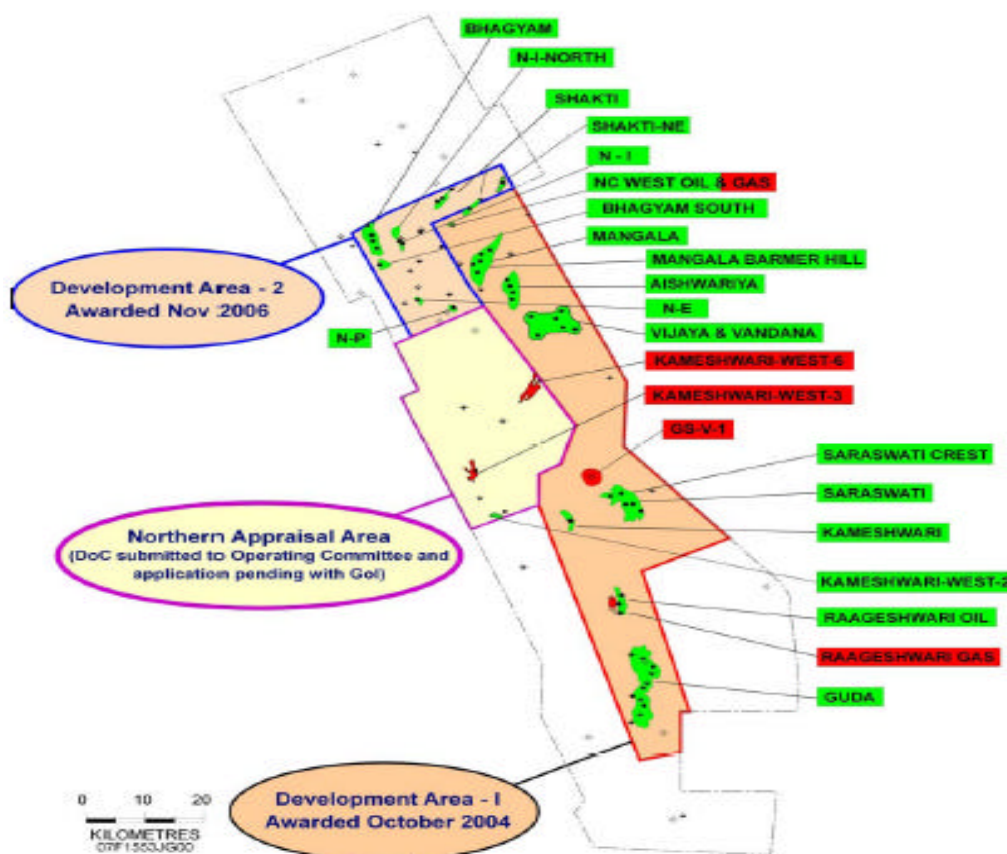 BHAGYAM
N-I-NORTH
SHAKTI
SHAKTI-NE
N - I
NC WEST OIL & GAS
BHAGYAM SOUTH
MANGALA
MANGALA BARMER HILL
AISHWARIYA
N-E
VIJAYA & VANDANA
N-P
KAMESHWARI-WEST-6
KAMESHWARI-WEST-3
GS-V-1
SARASWATI CREST
SARASWATI
KAMESHWARI
KAMESHWARI-WEST-2
RAAGESHWARI OIL
RAAGESHWARI GAS
GUDA
Development Area - 2
Awarded Nov 2006
Northern Appraisal Area
(DoC submitted to Operating Committee and
application pending with GoI)
Development Area - I
Awarded October 2004
0 10 20
KILOMETRES